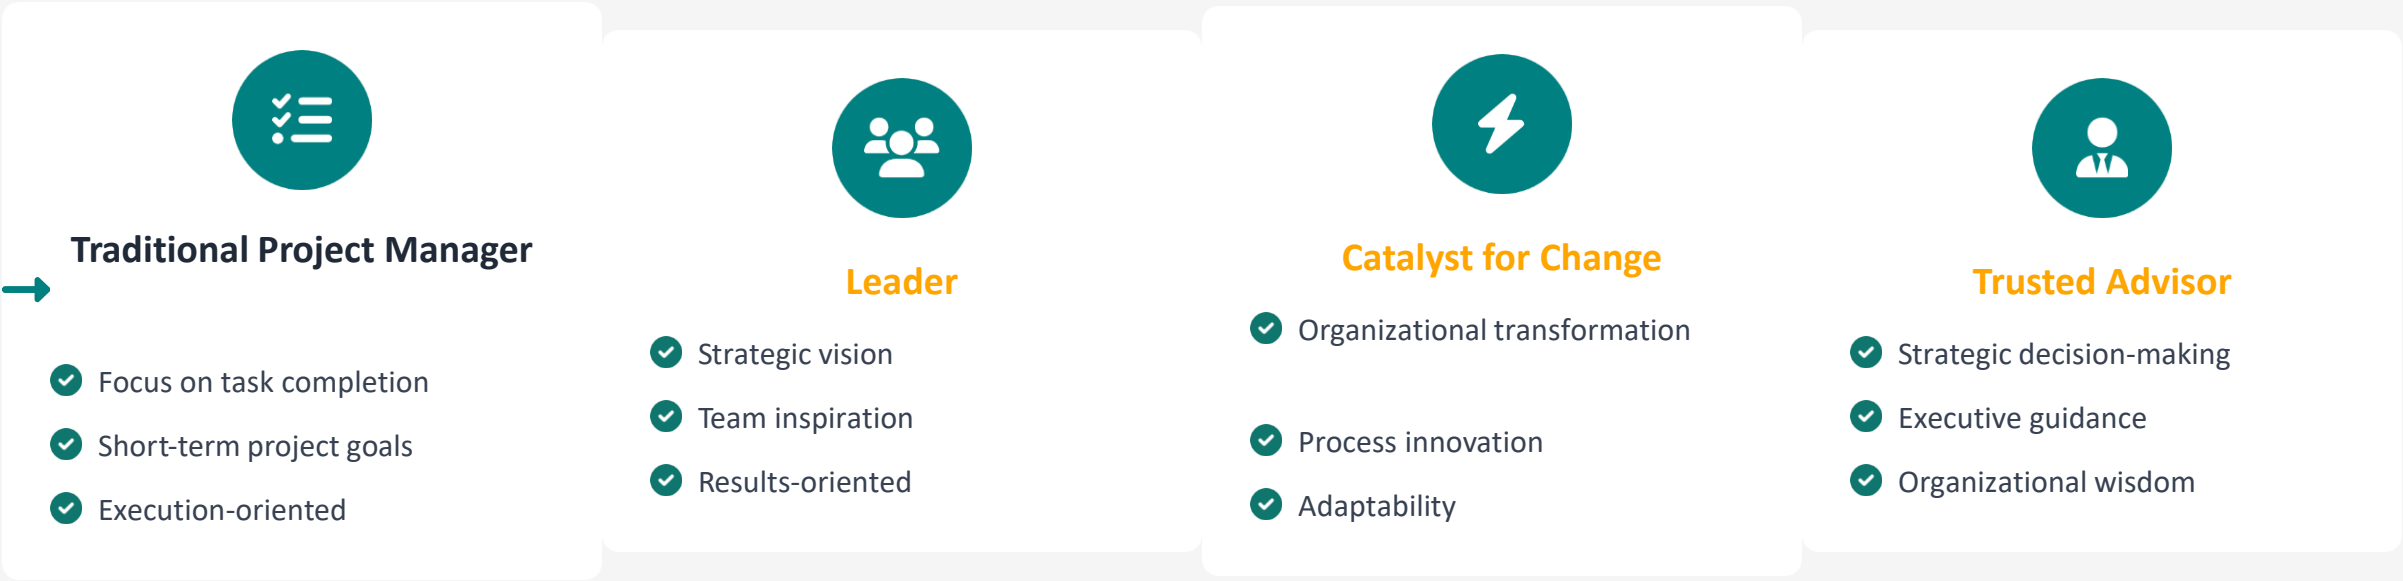 Traditional Project Manager
Focus on task completion
Short-term project goals
Execution-oriented
Leader
Strategic vision
Team inspiration
Results-oriented
Catalyst for Change
Organizational transformation
Process innovation
Adaptability
Trusted Advisor
Strategic decision-making
Executive guidance
Organizational wisdom